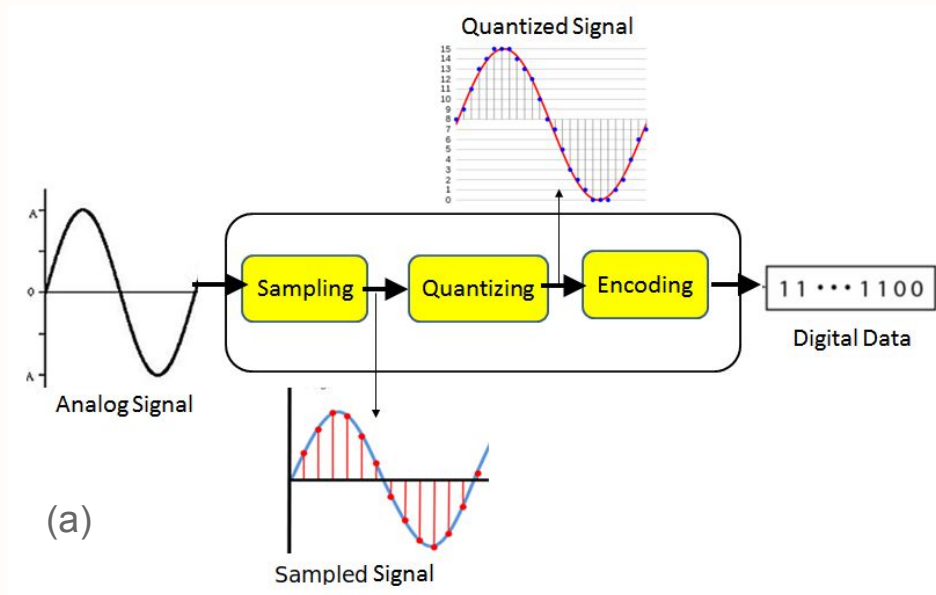 Quantized Signal
15
14
13
12
11
10
9
8
7
6
5
4
3
2
1
0
A
0
A
Sampling
Quantizing
Encoding
11•••1100
Digital Data
Analog Signal
(a)
Sampled Signal